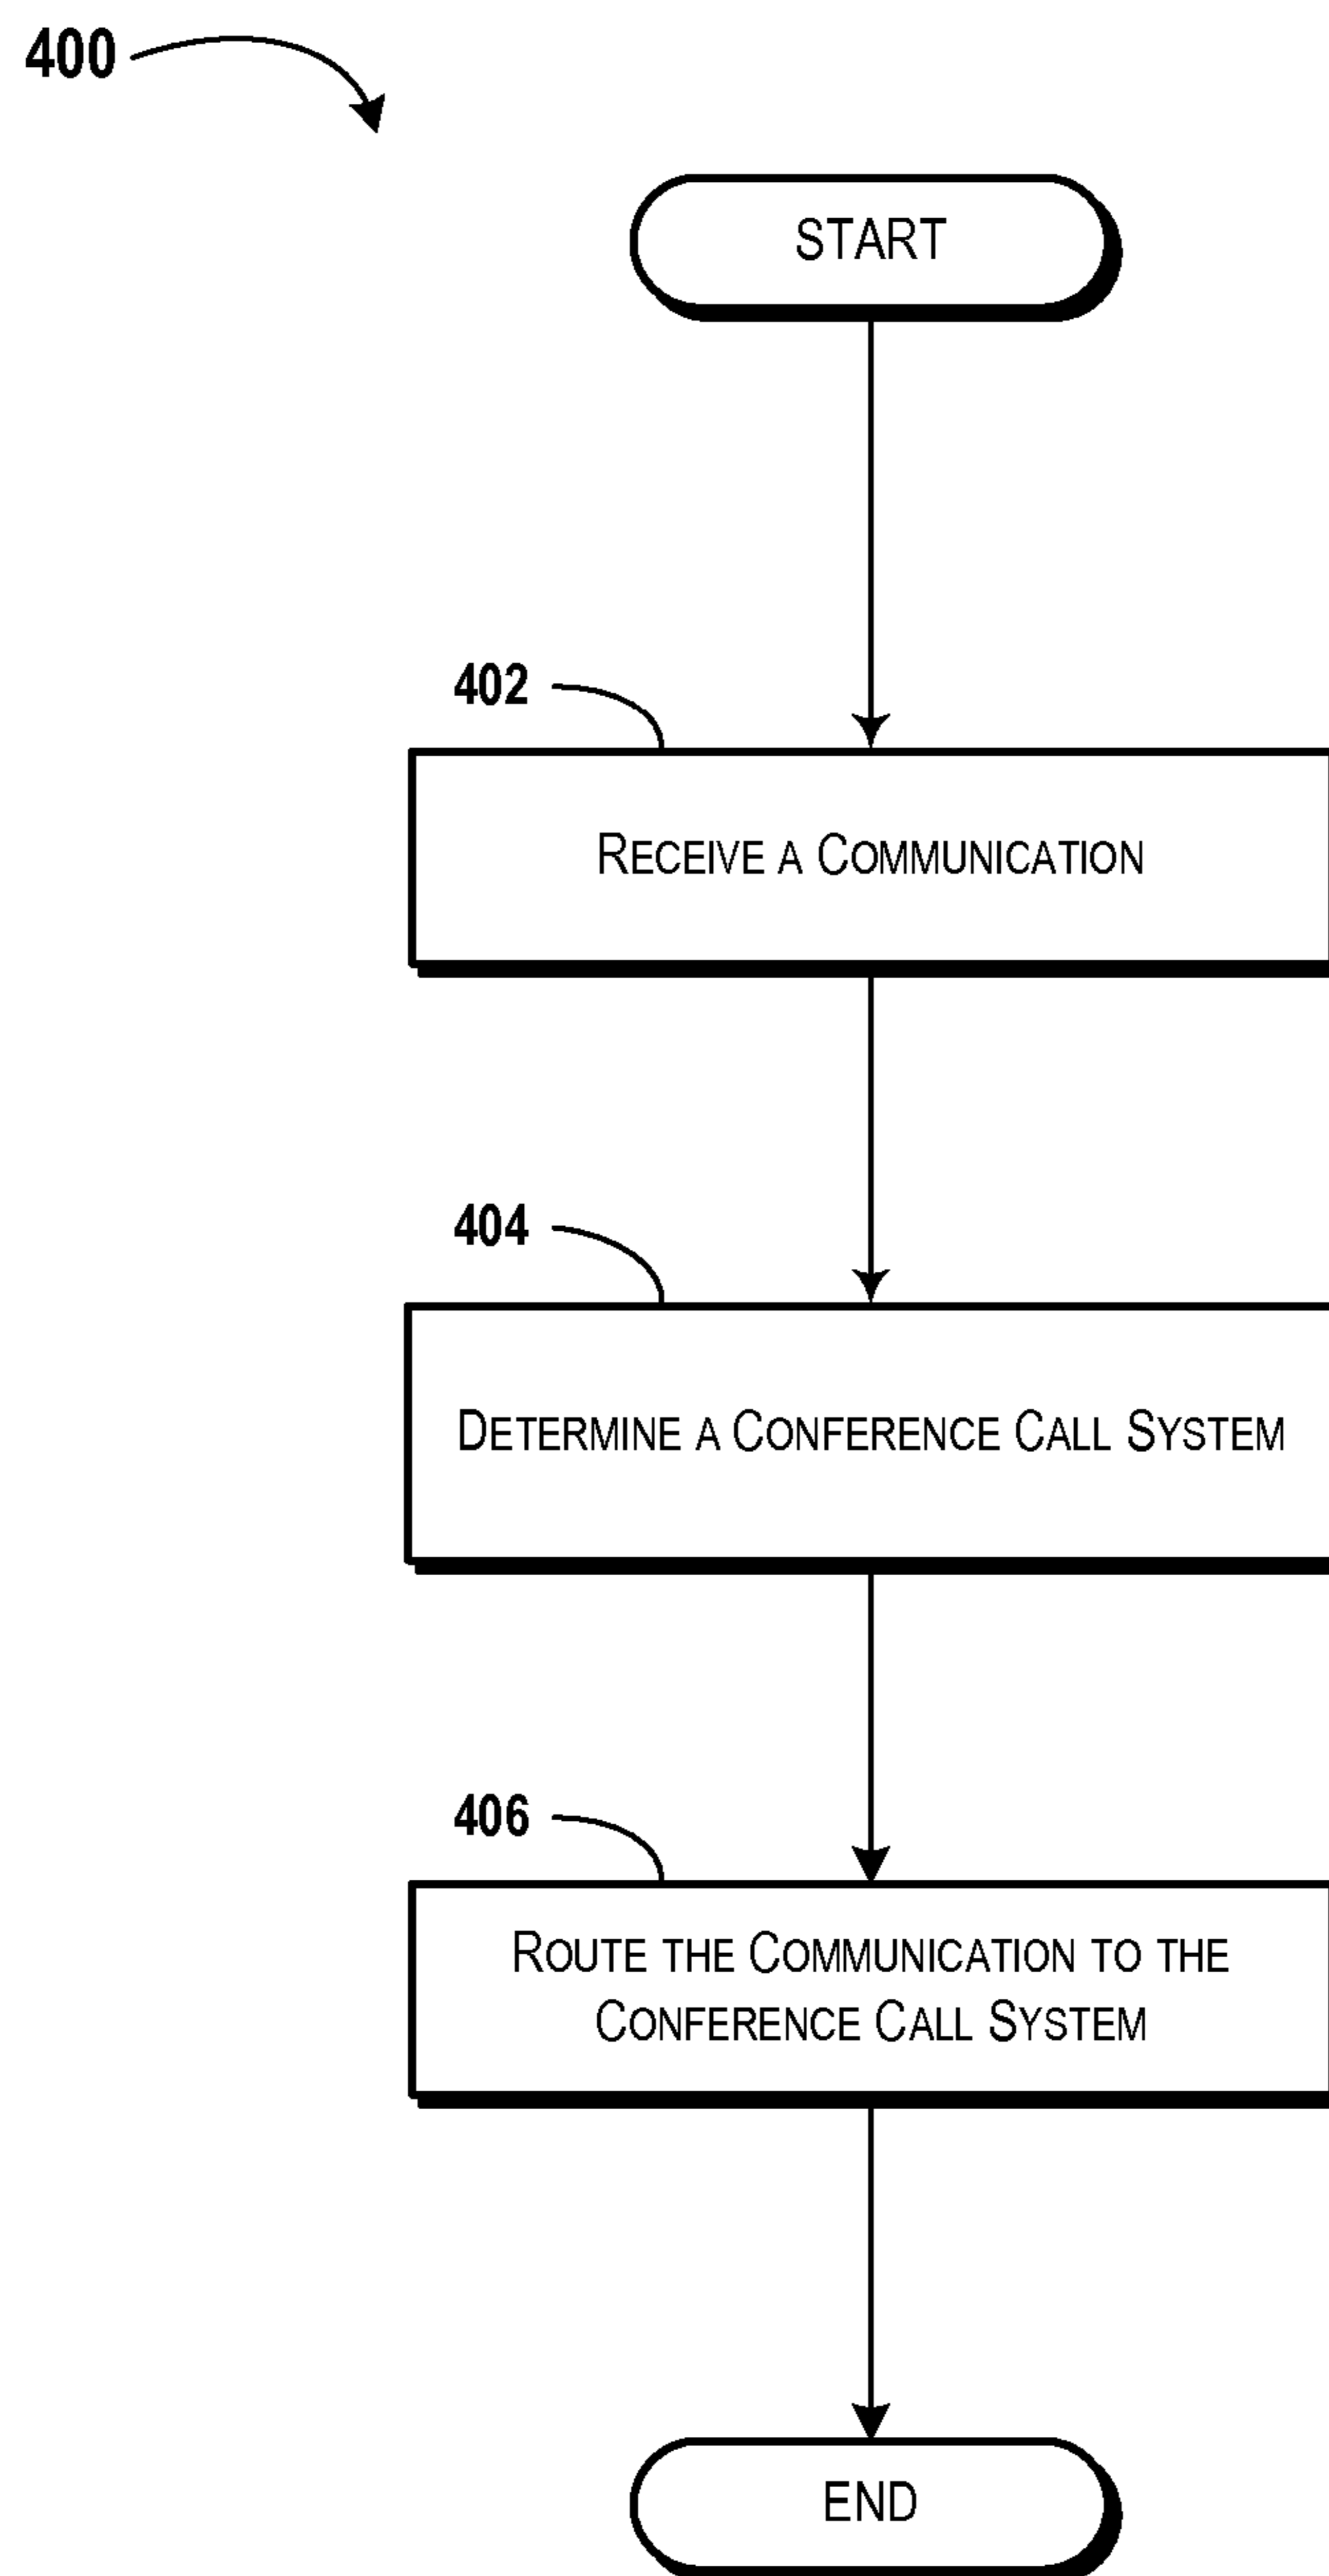 400
START
402
RECEIVE A COMMUNICATION
404
DETERMINE A CONFERENCE CALL SYSTEM
406
ROUTE THE COMMUNICATION TO THE
CONFERENCE CALL SYSTEM
END